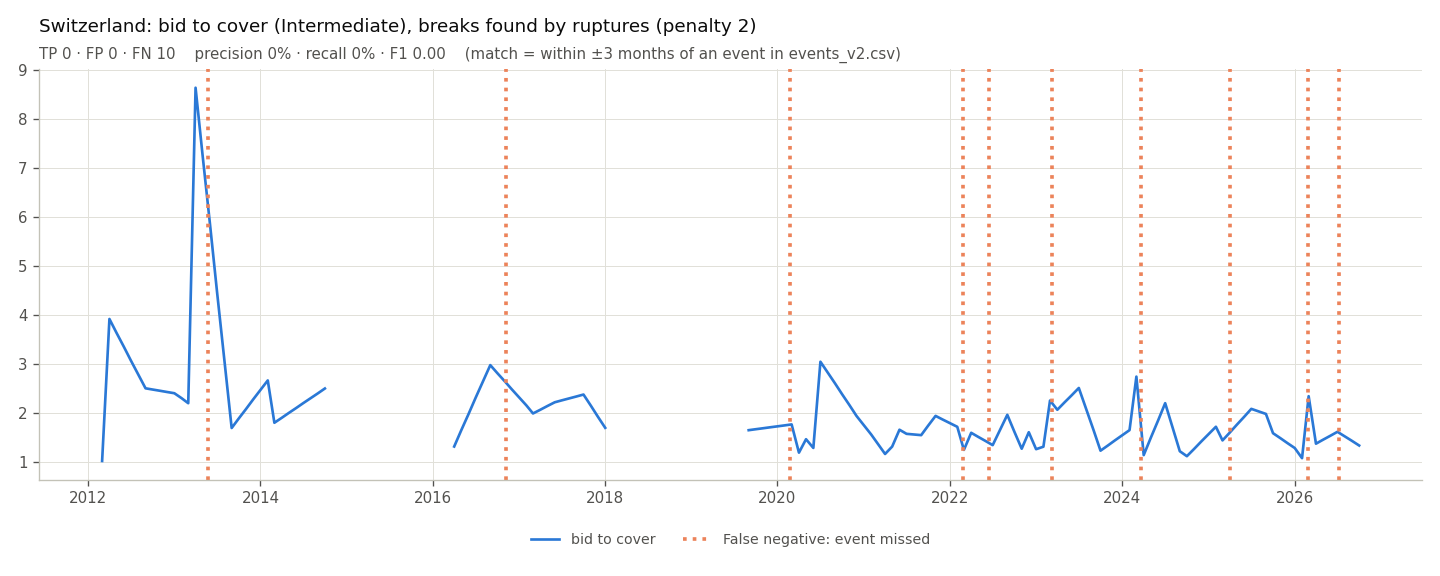 Switzerland: bid to cover (Intermediate), breaks found by ruptures (penalty 2)
TP 0 · FP 0 · FN 10    precision 0% · recall 0% · F1 0.00    (match = within ±3 months of an event in events_v2.csv)
9
8
7
6
5
4
3
2
1
2012 2014 2016 2018 2020 2022 2024 2026
bid to cover    False negative: event missed